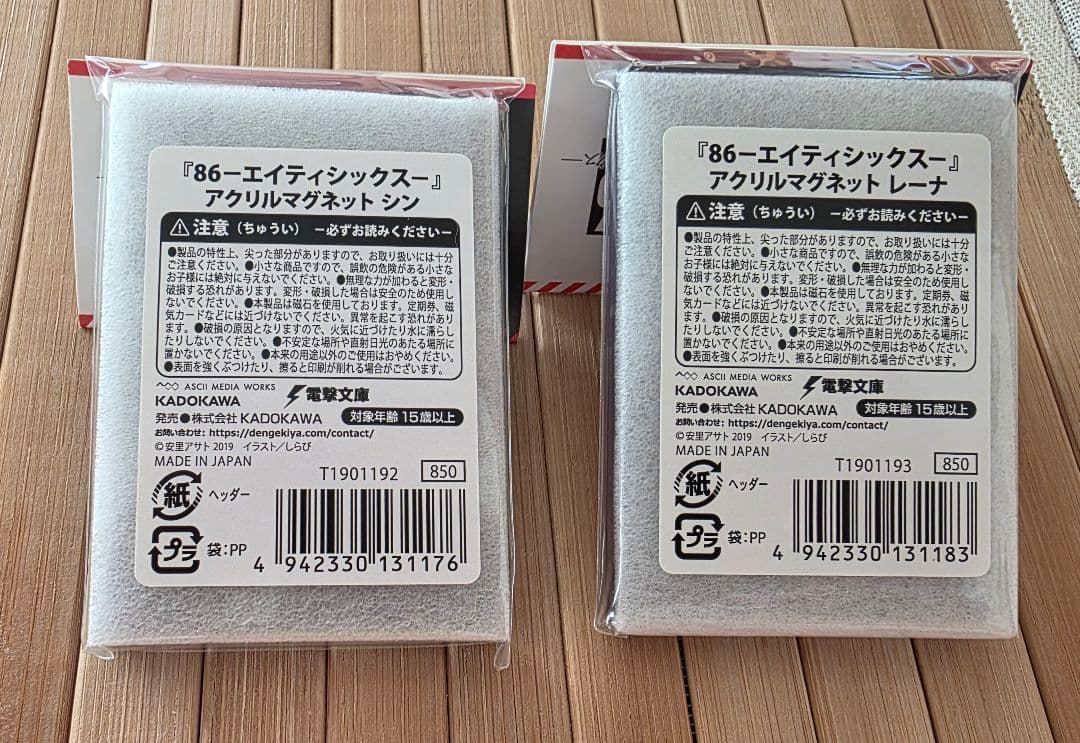 『86－エイティシックス－』
アクリルマグネット シン
⚠注意（ちゅうい） －必ずお読みください－
●製品の特性上、尖った部分がありますので、お取り扱いには十分
ご注意ください。●小さな商品ですので、誤飲の危険がある小さな
お子様には絶対に与えないでください。●無理な力が加わると変形・
破損する恐れがあります。変形・破損した場合は安全のため使用し
ないでください。●本製品は磁石を使用しております。定期券、磁
気カードなどには近づけないでください。異常を起こす恐れがあり
ます。●破損の原因となりますので、火気に近づけたり水に濡らし
たりしないでください。●不安定な場所や直射日光のあたる場所に
置かないでください。●本来の用途以外のご使用はおやめください。
●表面を強くぶつけたり、擦ると印刷が削れる場合がございます。
ASCII MEDIA WORKS
KADOKAWA
電撃文庫
発売●株式会社 KADOKAWA
対象年齢 15歳以上
お問い合わせ: https://dengekiya.com/contact/
©安里アサト 2019 イラスト／しらび
MADE IN JAPAN
T1901192
850
紙 ヘッダー
プラ 袋：PP
4 942330 131176
『86－エイティシックス－』
アクリルマグネット レーナ
⚠注意（ちゅうい） －必ずお読みください－
●製品の特性上、尖った部分がありますので、お取り扱いには十分
ご注意ください。●小さな商品ですので、誤飲の危険がある小さな
お子様には絶対に与えないでください。●無理な力が加わると変形・
破損する恐れがあります。変形・破損した場合は安全のため使用し
ないでください。●本製品は磁石を使用しております。定期券、磁
気カードなどには近づけないでください。異常を起こす恐れがあり
ます。●破損の原因となりますので、火気に近づけたり水に濡らし
たりしないでください。●不安定な場所や直射日光のあたる場所に
置かないでください。●本来の用途以外のご使用はおやめください。
●表面を強くぶつけたり、擦ると印刷が削れる場合がございます。
ASCII MEDIA WORKS
KADOKAWA
電撃文庫
発売●株式会社 KADOKAWA
対象年齢 15歳以上
お問い合わせ: https://dengekiya.com/contact/
©安里アサト 2019 イラスト／しらび
MADE IN JAPAN
T1901193
850
紙 ヘッダー
プラ 袋：PP
4 942330 131183